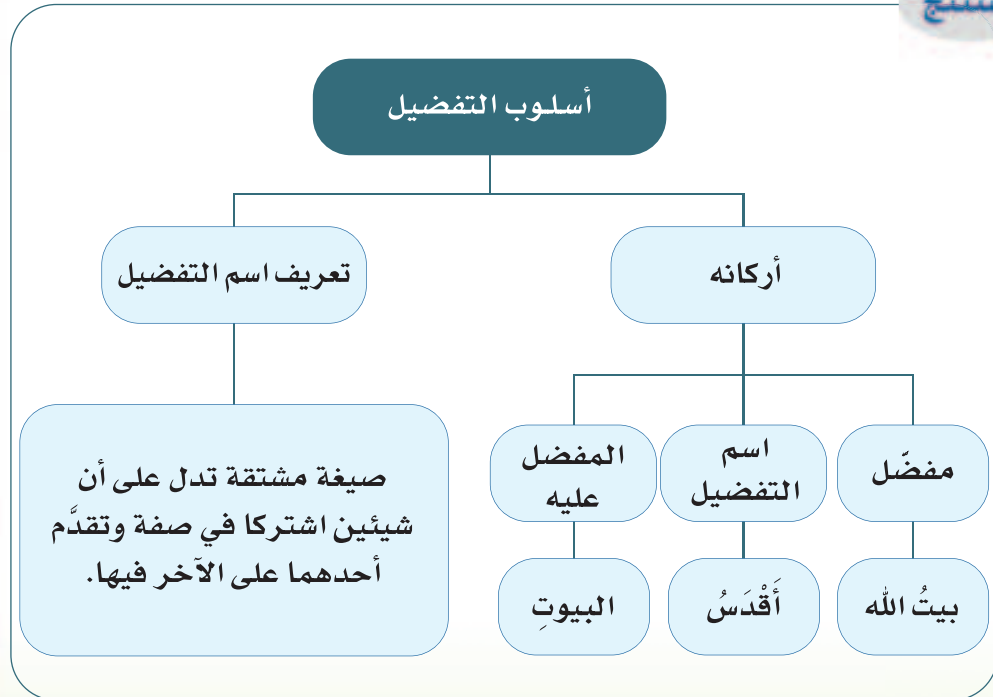 أسلوب التفضيل
أركانه
تعريف اسم التفضيل
مفضّل
اسم
التفضيل
المفضل
عليه
بيتُ الله
أَقْدَسُ
البيوتِ
صيغة مشتقة تدل على أن
شيئين اشتركا في صفة وتقدَّم
أحدهما على الآخر فيها.